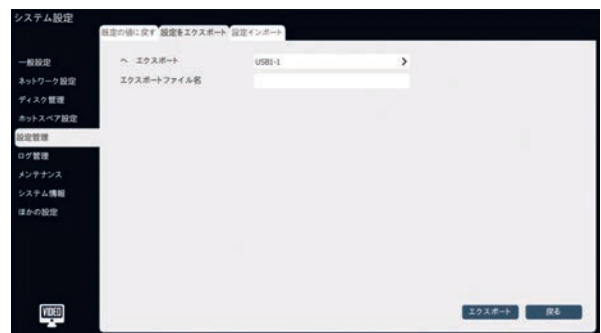 システム設定
既定の値に戻す 設定をエクスポート 設定インポート
一般設定
ネットワーク設定
ディスク管理
ホットスペア設定
設定管理
ログ管理
メンテナンス
システム情報
ほかの設定
へ エクスポート USB1-1
エクスポートファイル名
VIDEO
エクスポート 戻る